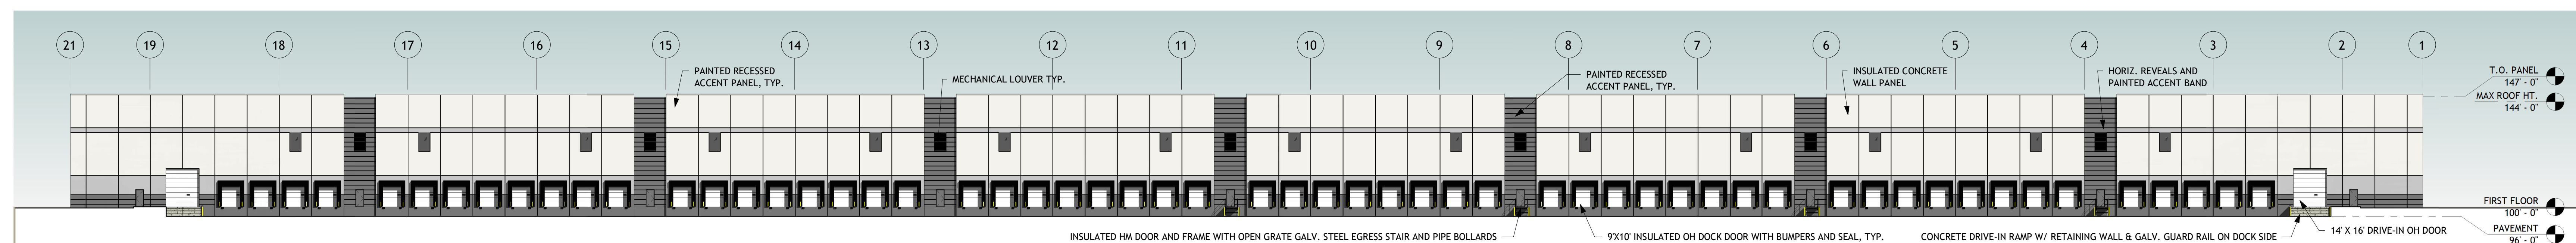 21 19 18 17 16 15 14 13 12 11 10 9 8 7 6 5 4 3 2 1
PAINTED RECESSED
ACCENT PANEL, TYP.
MECHANICAL LOUVER TYP.
PAINTED RECESSED
ACCENT PANEL, TYP.
INSULATED CONCRETE
WALL PANEL
HORIZ. REVEALS AND
PAINTED ACCENT BAND
T.O. PANEL
147' - 0"
MAX ROOF HT.
144' - 0"
FIRST FLOOR
100' - 0"
PAVEMENT
96' - 0"
INSULATED HM DOOR AND FRAME WITH OPEN GRATE GALV. STEEL EGRESS STAIR AND PIPE BOLLARDS
9'X10' INSULATED OH DOCK DOOR WITH BUMPERS AND SEAL, TYP.
CONCRETE DRIVE-IN RAMP W/ RETAINING WALL & GALV. GUARD RAIL ON DOCK SIDE
14' X 16' DRIVE-IN OH DOOR